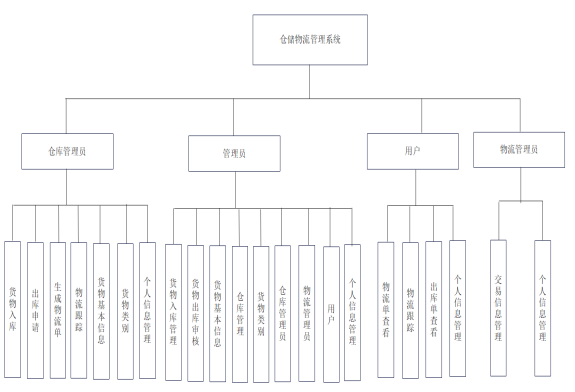 仓储物流管理系统
仓库管理员
管理员
用户
物流管理员
货物入库
出库申请
生成物流单
物流跟踪
货物基本信息
货物类别
个人信息管理
货物入库管理
货物出库审核
货物基本信息
仓库管理
货物类别
仓库管理员
物流管理员
用户
个人信息管理
物流单查看
物流跟踪
出库单查看
个人信息管理
交易信息管理
个人信息管理